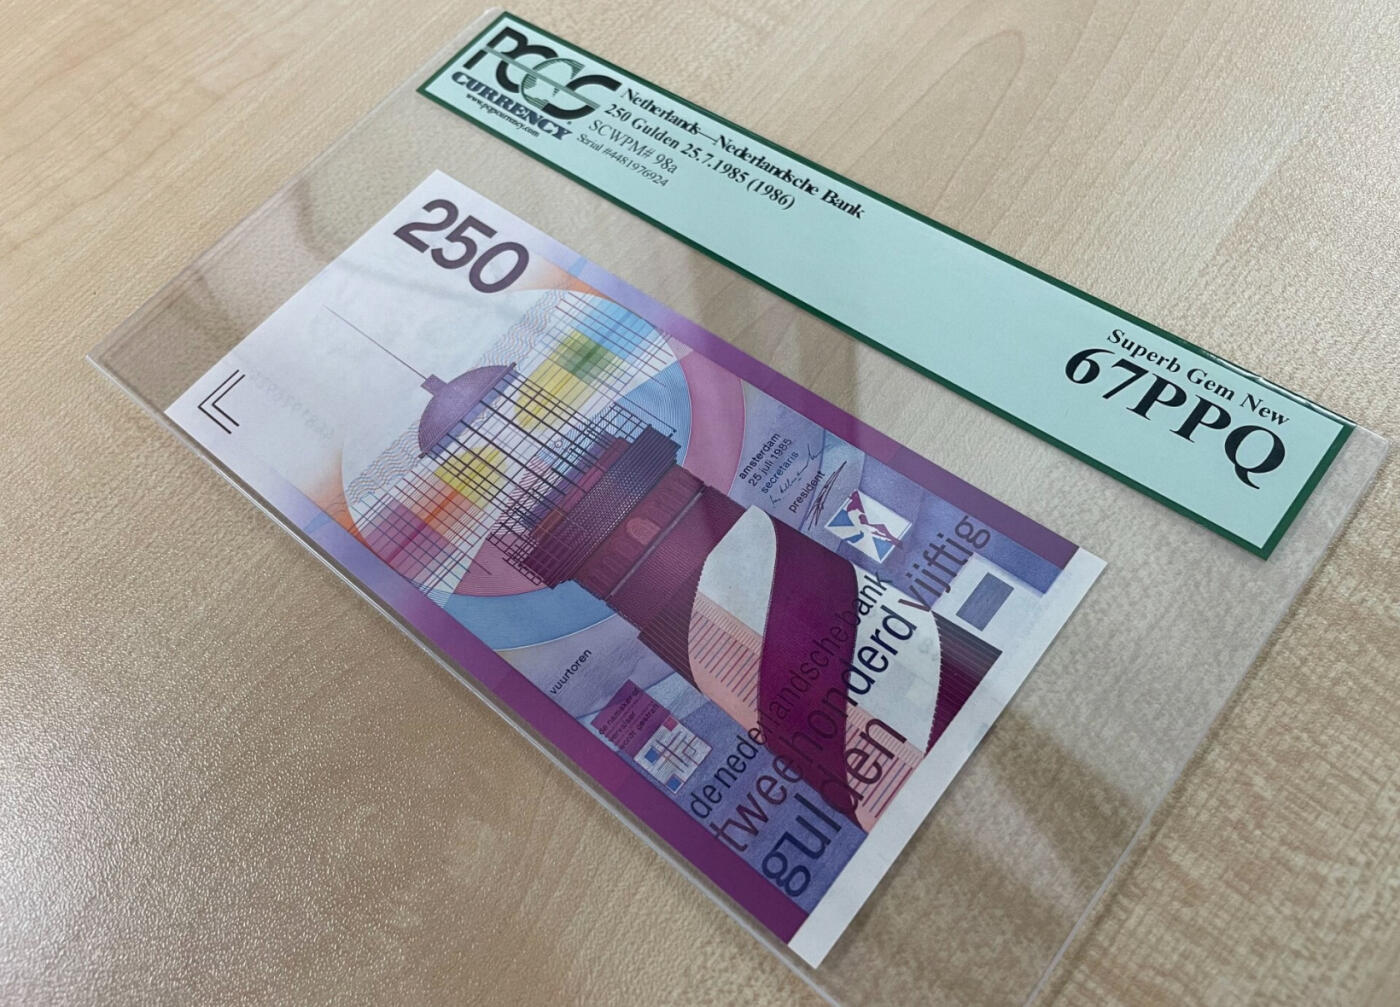 PCGS
CURRENCY
www.pcgscurrency.com
Netherlands—Nederlandsche Bank
250 Gulden 25.7.1985 (1986)
SCWPM# 98a
Serial #4481976924
Superb Gem New
67PPQ
250
amsterdam
25 juli 1985
secretaris
president
vuurtoren
de nederlandsche bank
tweehonderd vijftig
gulden